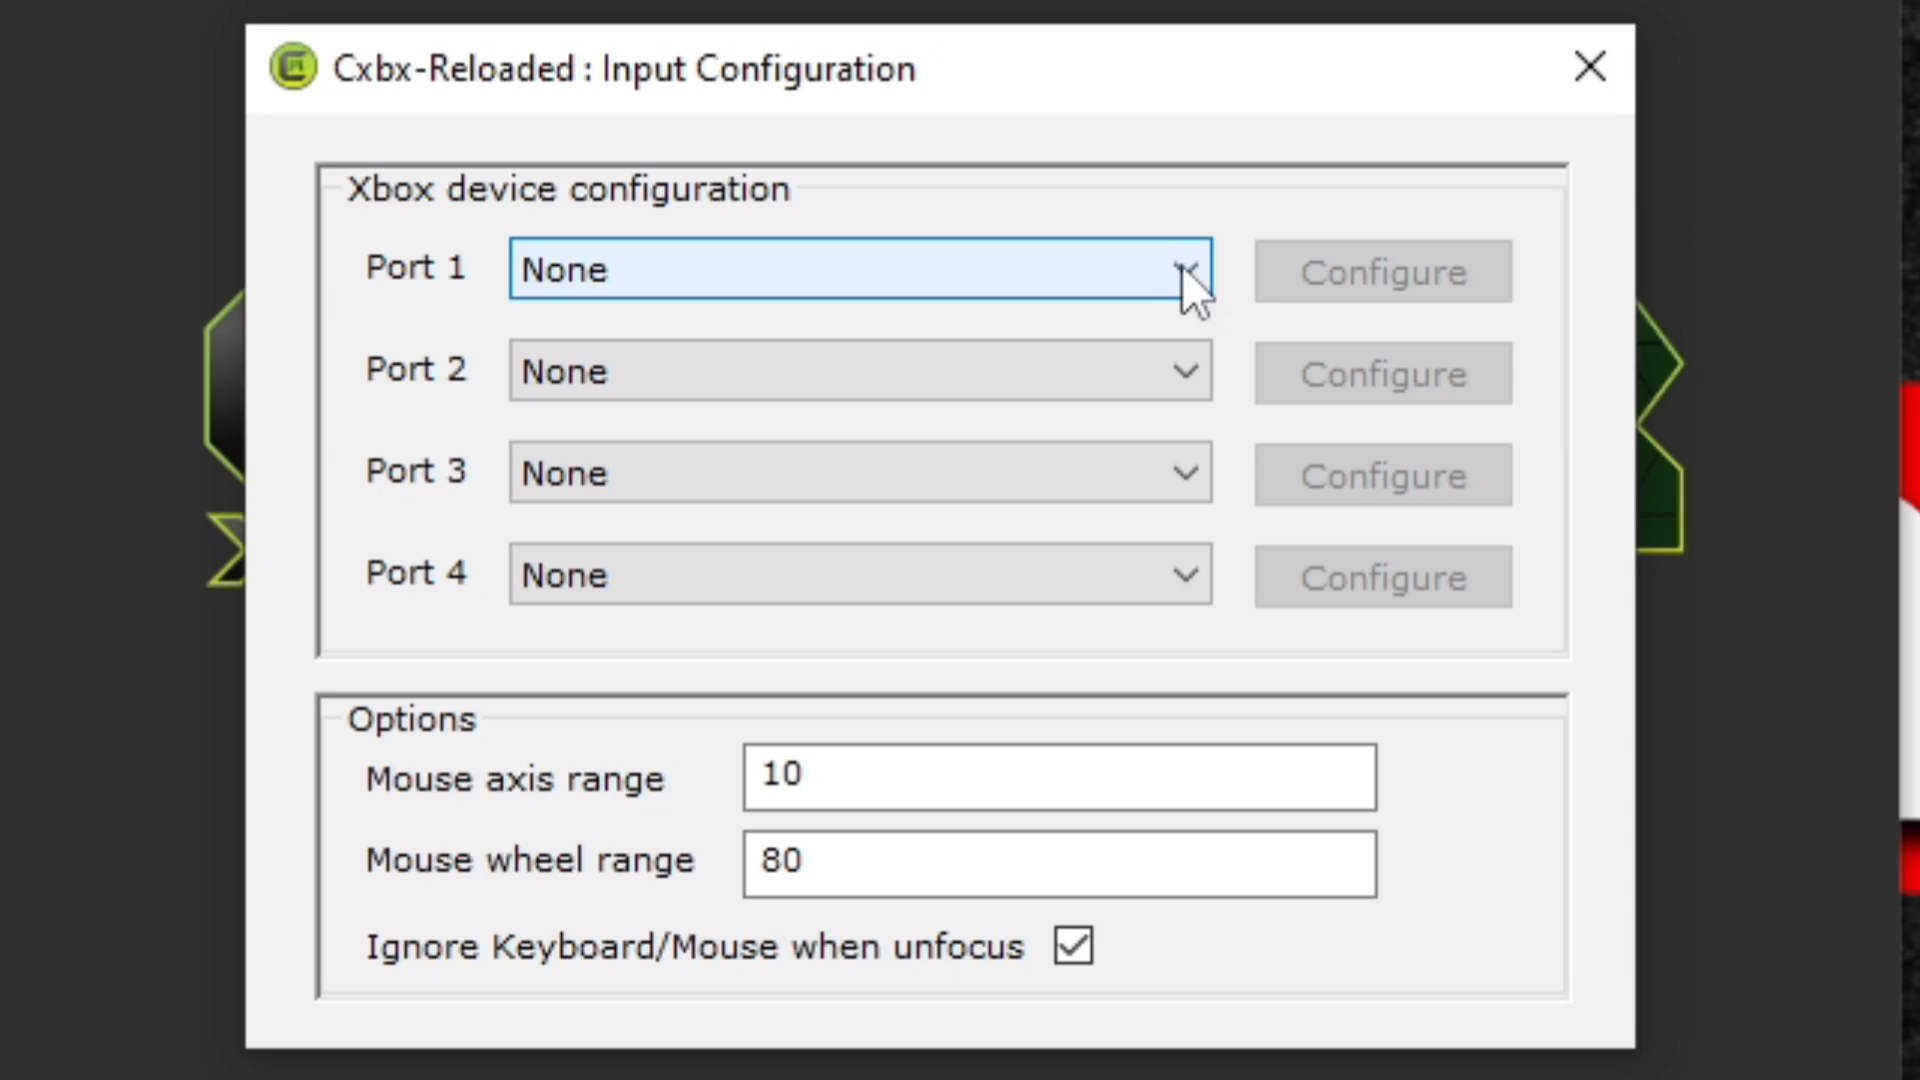 Cxbx-Reloaded : Input Configuration
Xbox device configuration
Port 1 None Configure
Port 2 None Configure
Port 3 None Configure
Port 4 None Configure
Options
Mouse axis range 10
Mouse wheel range 80
Ignore Keyboard/Mouse when unfocus